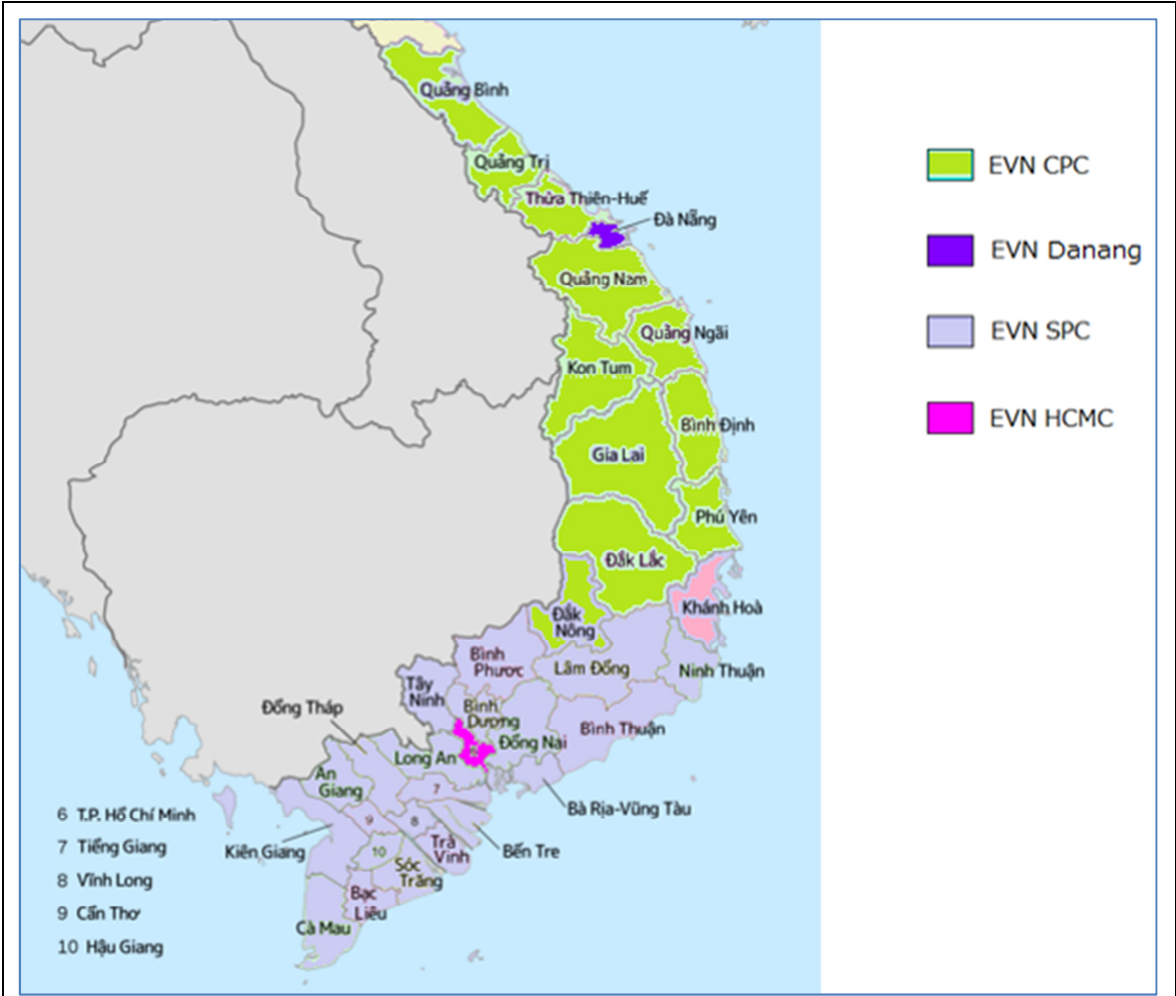 Quảng Bình
Quảng Trị
Thừa Thiên-Huế
Đà Nẵng
Quảng Nam
Quảng Ngãi
Kon Tum
Bình Định
Gia Lai
Phú Yên
Đắk Lắc
Khánh Hoà
Đắk
Nông
Bình
Phước
Lâm Đồng
Ninh Thuận
Tây
Ninh
Bình
Dương
Đồng Tháp
Bình Thuận
Đồng Nai
Long An
An
Giang
7
Bà Rịa-Vũng Tàu
9
8
Kiên Giang
10
Trà
Vinh
Bến Tre
Sóc
Trăng
Bạc
Liêu
Cà Mau
6 T.P. Hồ Chí Minh
7 Tiềng Giang
8 Vĩnh Long
9 Cần Thơ
10 Hậu Giang
EVN CPC
EVN Danang
EVN SPC
EVN HCMC